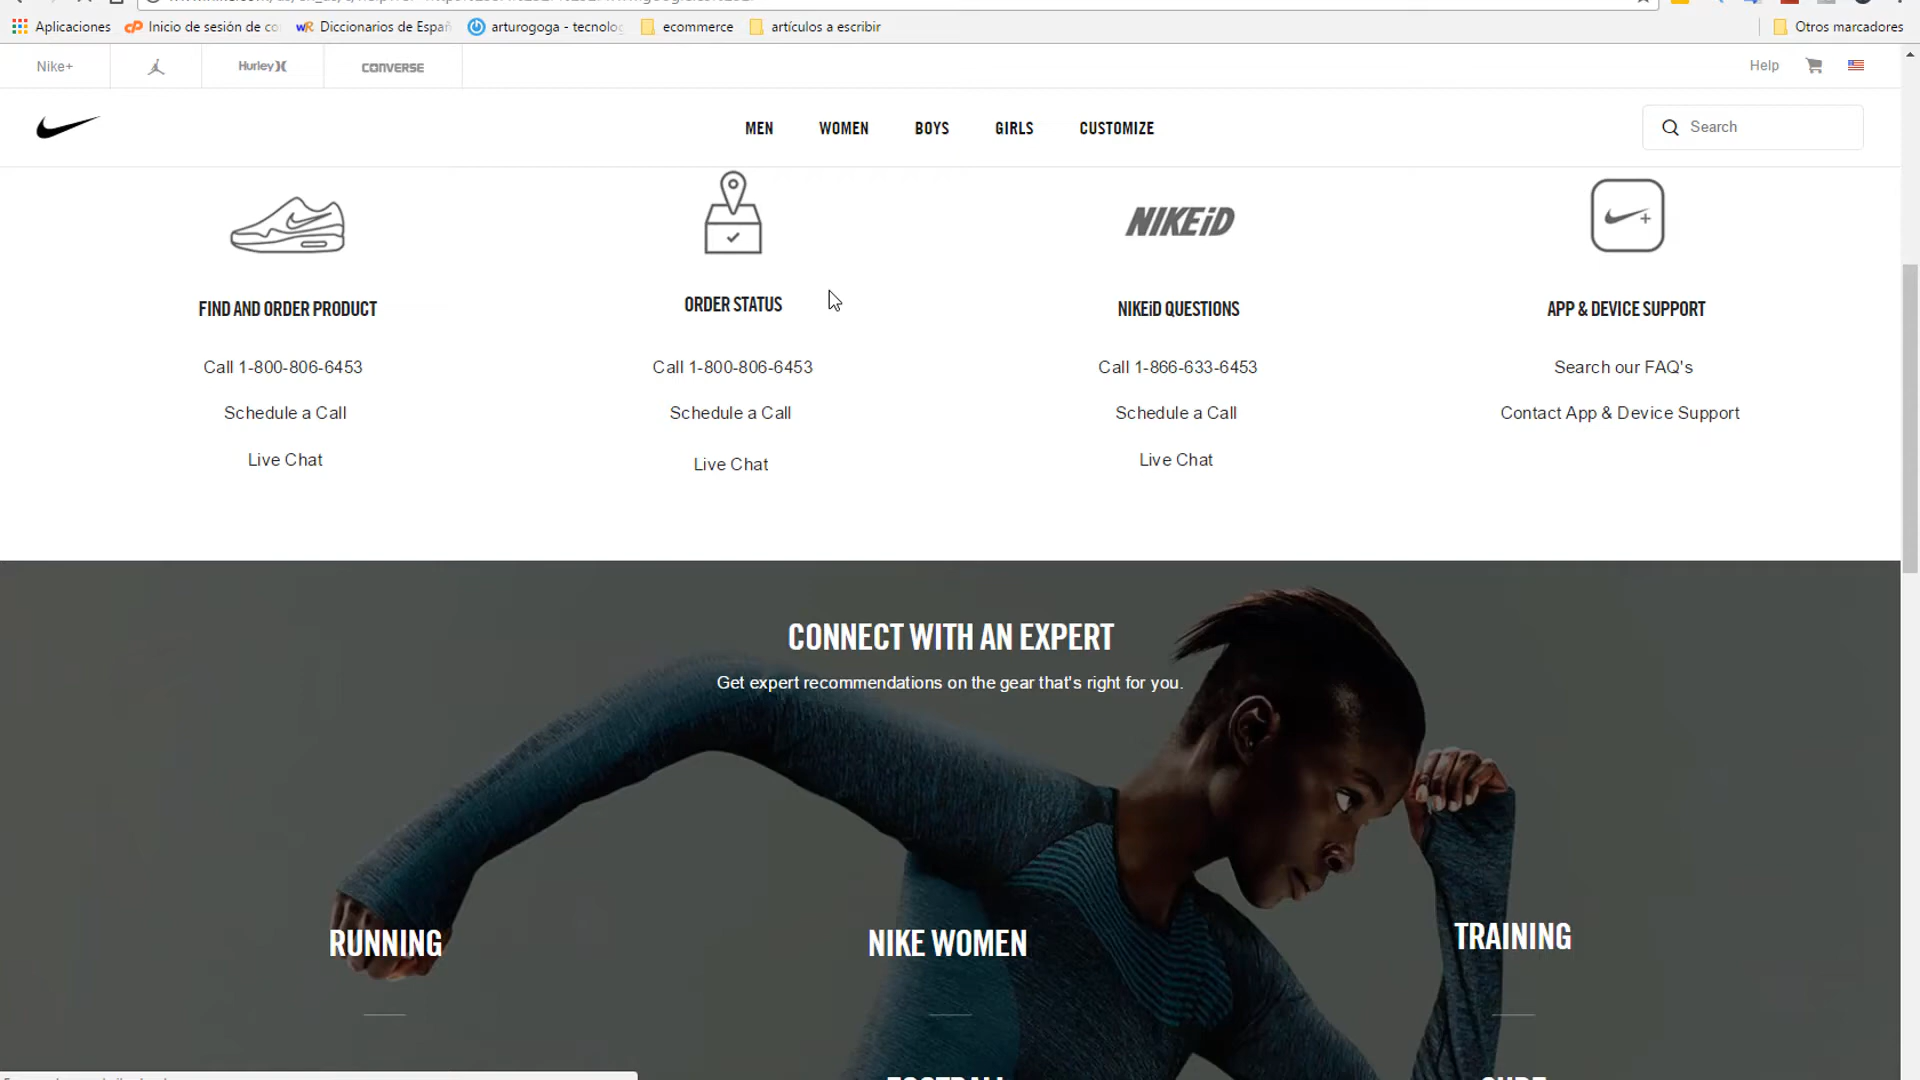 Aplicaciones
Inicio de sesión de co
Diccionarios de Españ
arturogoga - tecnolog
ecommerce
artículos a escribir
Otros marcadores
Nike+
Hurley
CONVERSE
Help
MEN
WOMEN
BOYS
GIRLS
CUSTOMIZE
Search
NIKEiD
FIND AND ORDER PRODUCT
ORDER STATUS
NIKEiD QUESTIONS
APP & DEVICE SUPPORT
Call 1-800-806-6453
Call 1-800-806-6453
Call 1-866-633-6453
Search our FAQ's
Schedule a Call
Schedule a Call
Schedule a Call
Contact App & Device Support
Live Chat
Live Chat
Live Chat
CONNECT WITH AN EXPERT
Get expert recommendations on the gear that's right for you.
RUNNING
NIKE WOMEN
TRAINING